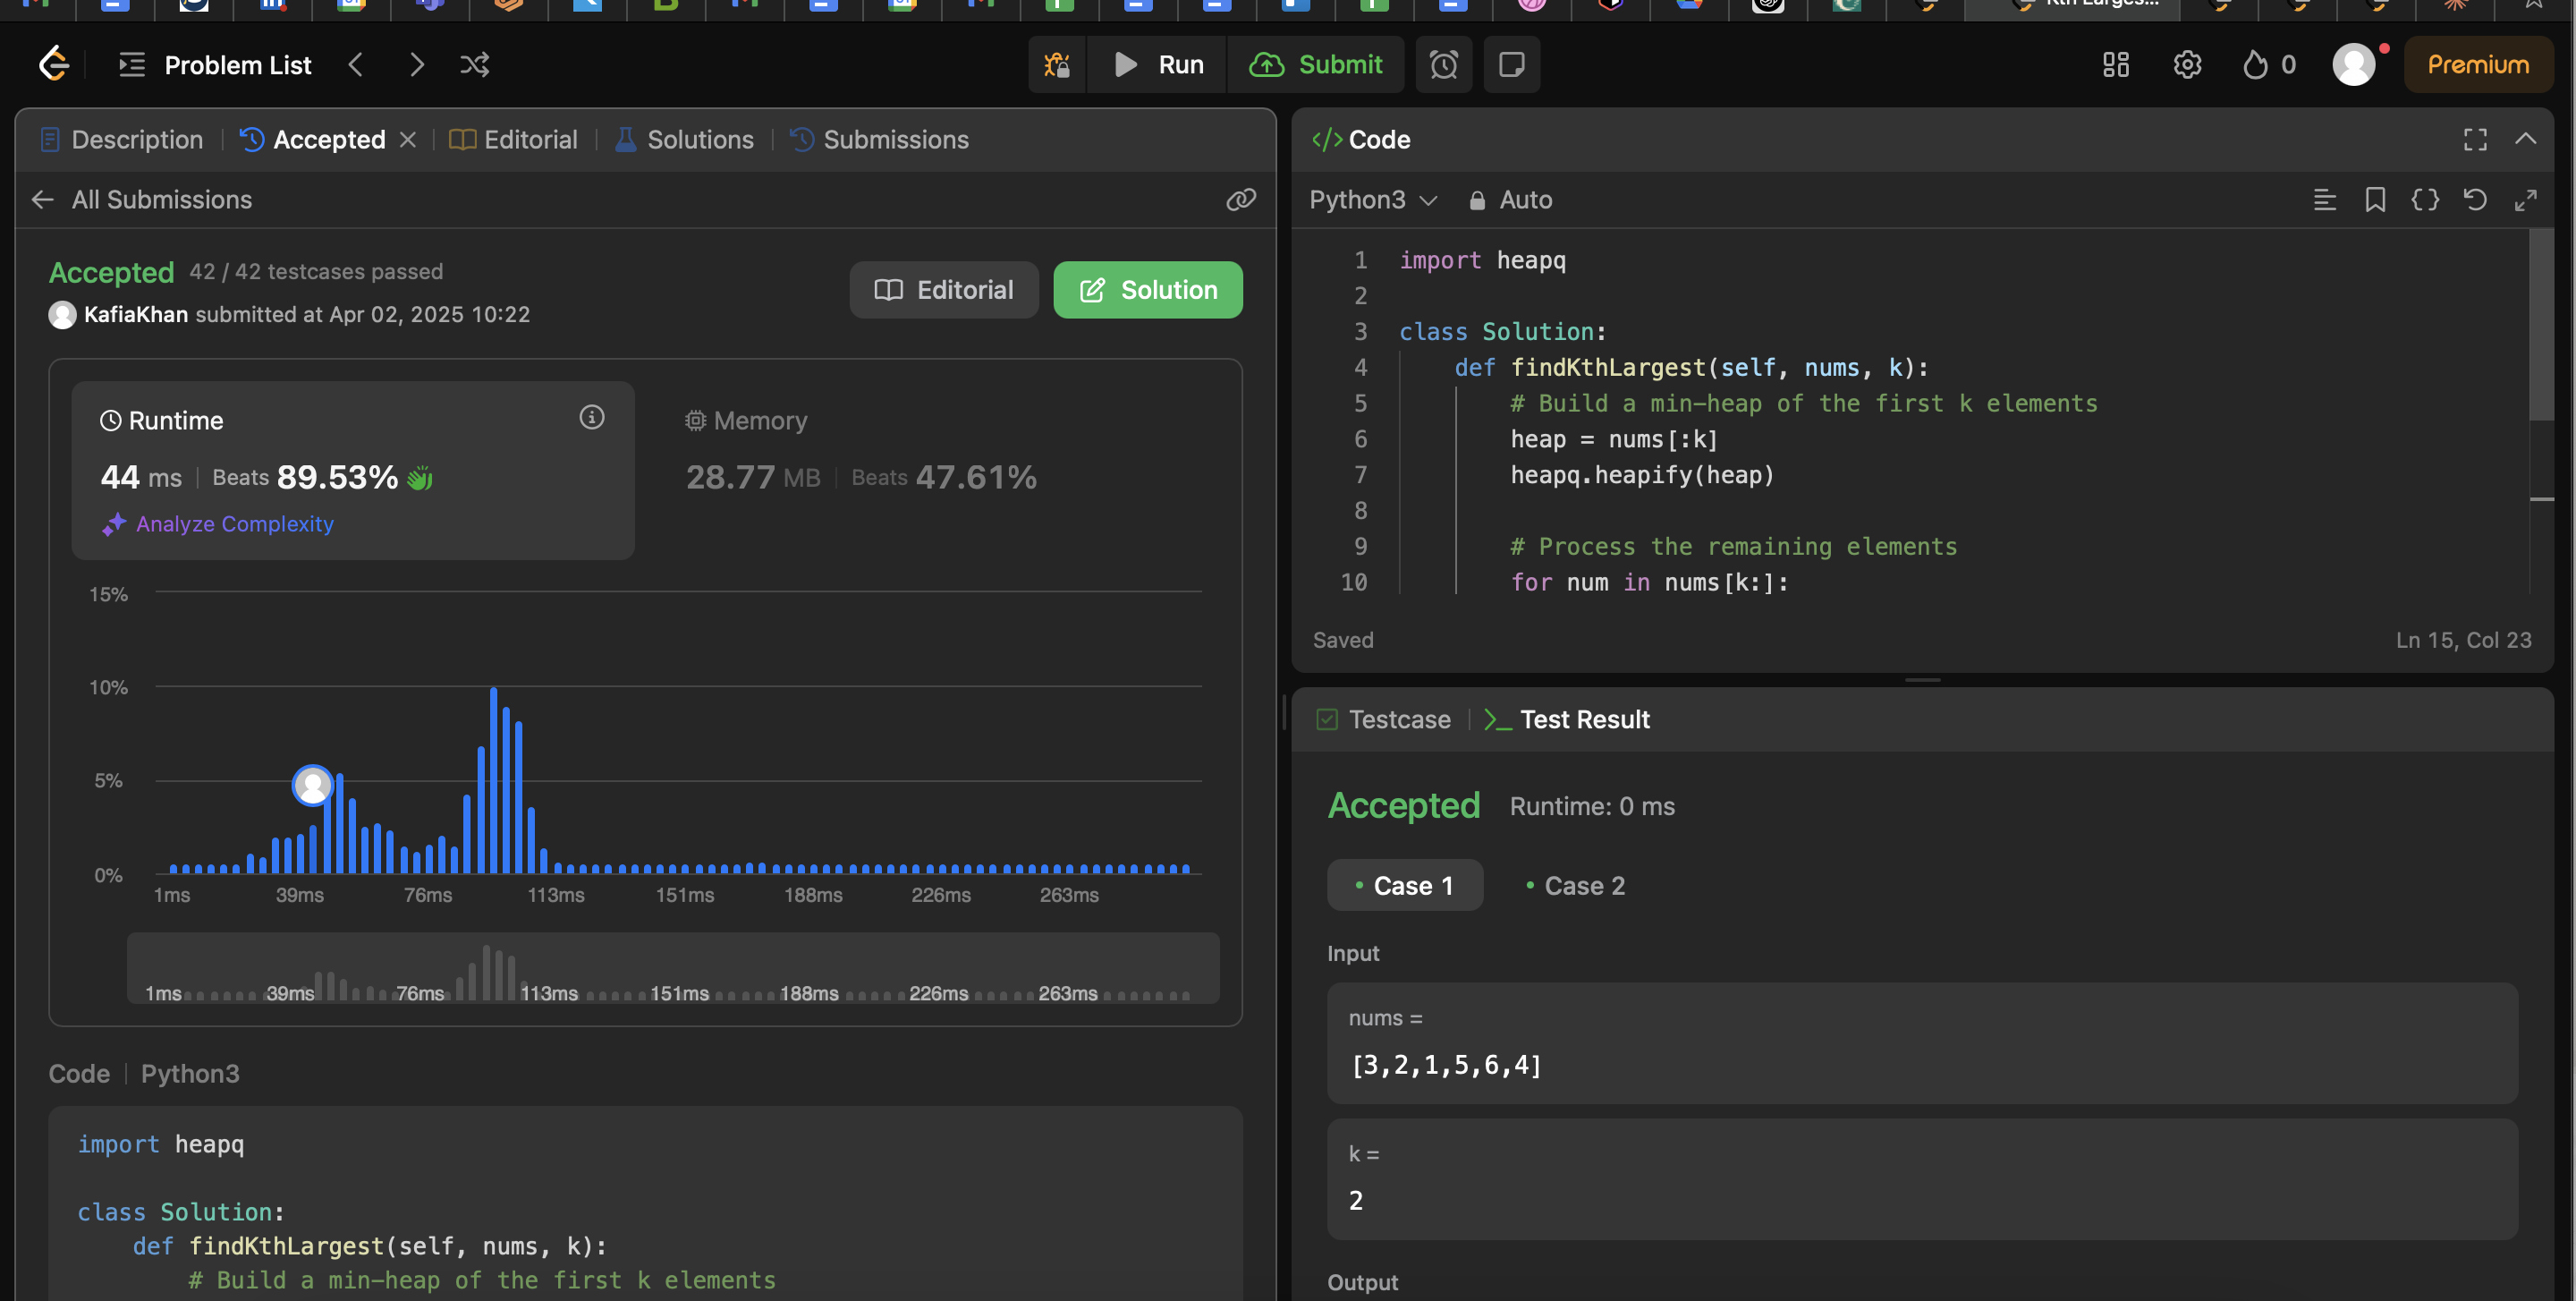 Kth Larges...
Problem List
Run
Submit
0
Premium
Description
Accepted
Editorial
Solutions
Submissions
All Submissions
Accepted 42 / 42 testcases passed
KafiaKhan submitted at Apr 02, 2025 10:22
Editorial
Solution
Runtime
44 ms | Beats 89.53%
Analyze Complexity
Memory
28.77 MB | Beats 47.61%
15%
10%
5%
0%
1ms 39ms 76ms 113ms 151ms 188ms 226ms 263ms
1ms 39ms 76ms 113ms 151ms 188ms 226ms 263ms
Code | Python3
import heapq
class Solution:
    def findKthLargest(self, nums, k):
        # Build a min-heap of the first k elements
</> Code
Python3
Auto
1 import heapq
2
3 class Solution:
4     def findKthLargest(self, nums, k):
5         # Build a min-heap of the first k elements
6         heap = nums[:k]
7         heapq.heapify(heap)
8
9         # Process the remaining elements
10         for num in nums[k:]:
Saved
Ln 15, Col 23
Testcase
Test Result
Accepted Runtime: 0 ms
Case 1
Case 2
Input
nums =
[3,2,1,5,6,4]
k =
2
Output